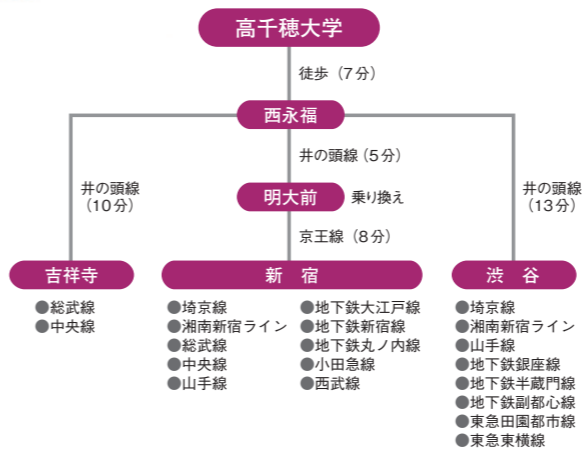 高千穂大学
徒歩（7分）
西永福
井の頭線
（10分）
井の頭線（5分）
井の頭線
（13分）
明大前 乗り換え
京王線（8分）
吉祥寺
●総武線
●中央線
新 宿
●埼京線
●湘南新宿ライン
●総武線
●中央線
●山手線
●地下鉄大江戸線
●地下鉄新宿線
●地下鉄丸ノ内線
●小田急線
●西武線
渋 谷
●埼京線
●湘南新宿ライン
●山手線
●地下鉄銀座線
●地下鉄半蔵門線
●地下鉄副都心線
●東急田園都市線
●東急東横線